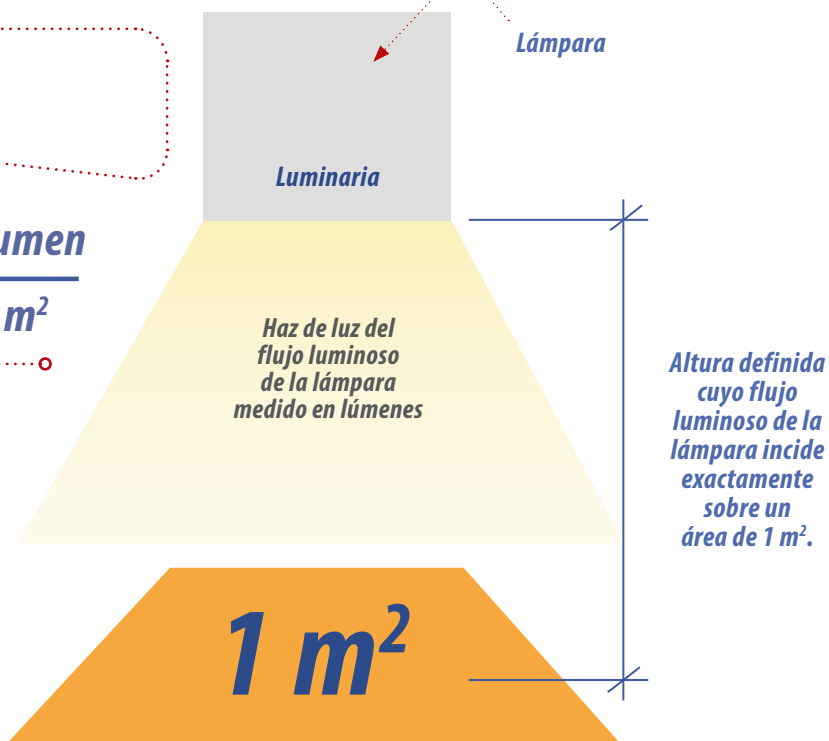 Lámpara
Luminaria
umen
m²
Haz de luz del
flujo luminoso
de la lámpara
medido en lúmenes
Altura definida
cuyo flujo
luminoso de la
lámpara incide
exactamente
sobre un
área de 1 m².
1 m²